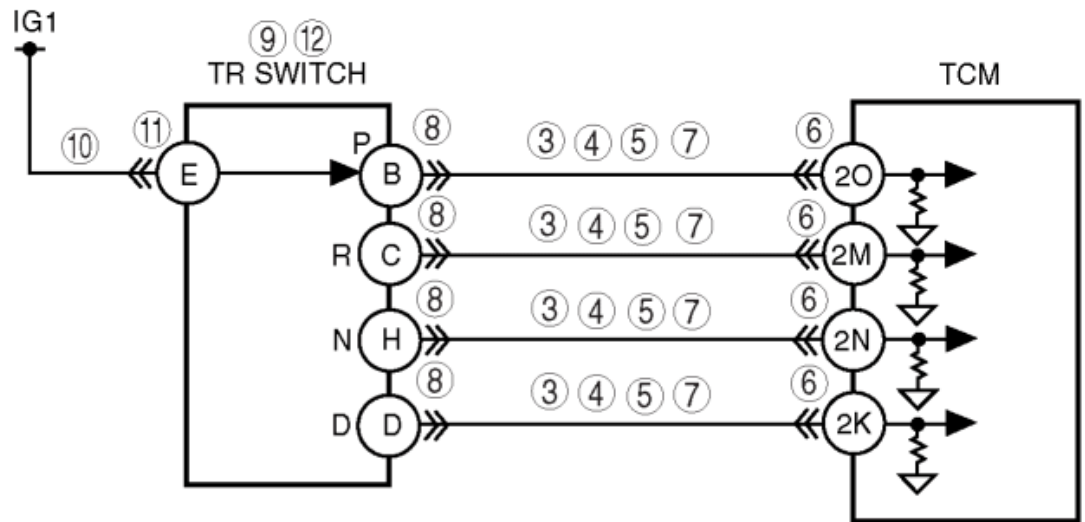 IG1
⑨ ⑫
TR SWITCH
TCM
⑩ ⑪ E P B ⑧ ③ ④ ⑤ ⑦ ⑥ 2O
R C ⑧ ③ ④ ⑤ ⑦ ⑥ 2M
N H ⑧ ③ ④ ⑤ ⑦ ⑥ 2N
D D ⑧ ③ ④ ⑤ ⑦ ⑥ 2K